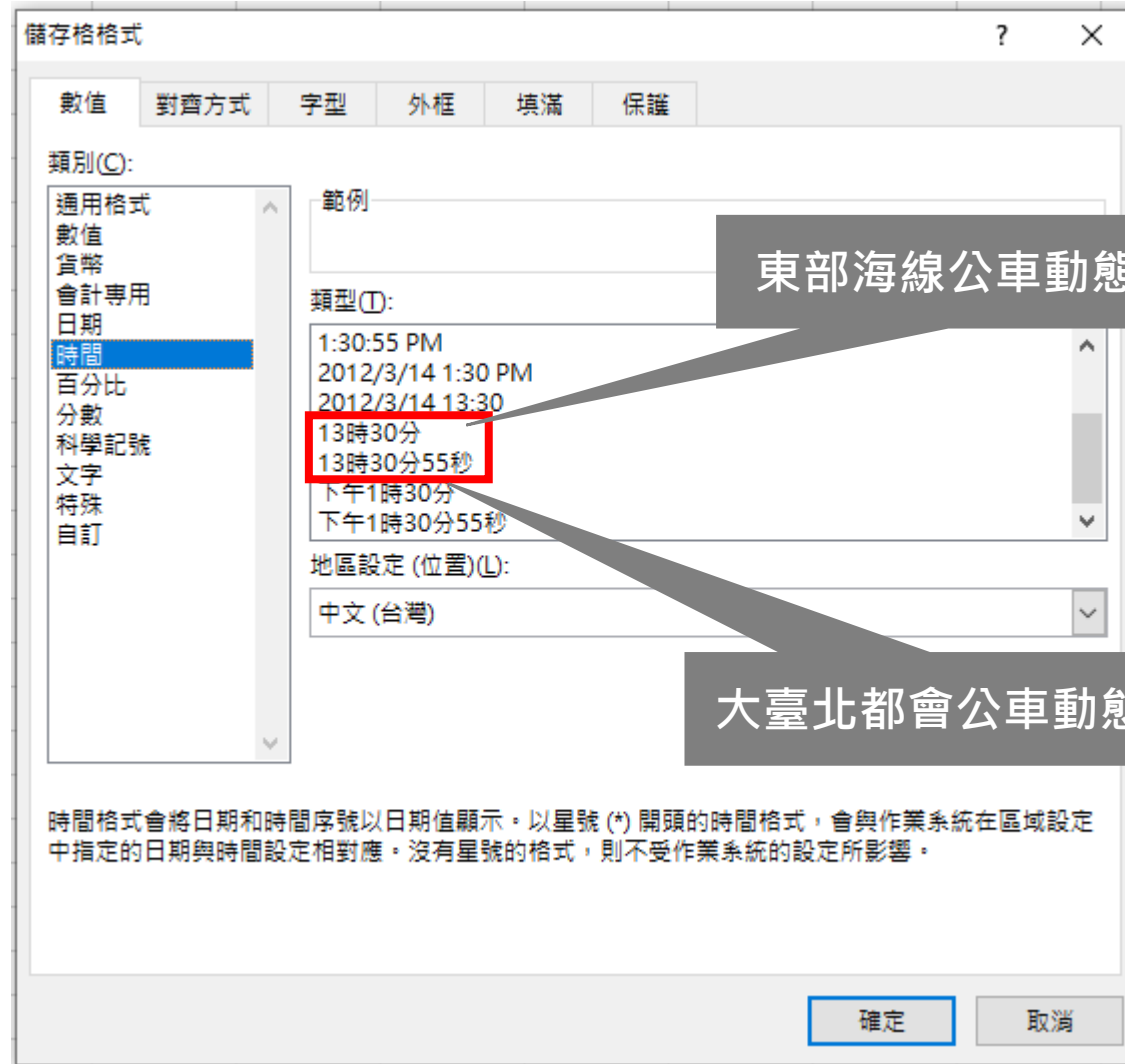 儲存格格式
?
數值 對齊方式 字型 外框 填滿 保護
類別(C):
通用格式
數值
貨幣
會計專用
日期
時間
百分比
分數
科學記號
文字
特殊
自訂
範例
東部海線公車動態
類型(T):
1:30:55 PM
2012/3/14 1:30 PM
2012/3/14 13:30
13時30分
13時30分55秒
下午1時30分
下午1時30分55秒
地區設定 (位置)(L):
中文 (台灣)
大臺北都會公車動態
時間格式會將日期和時間序號以日期值顯示。以星號 (*) 開頭的時間格式，會與作業系統在區域設定
中指定的日期與時間設定相對應。沒有星號的格式，則不受作業系統的設定所影響。
確定 取消